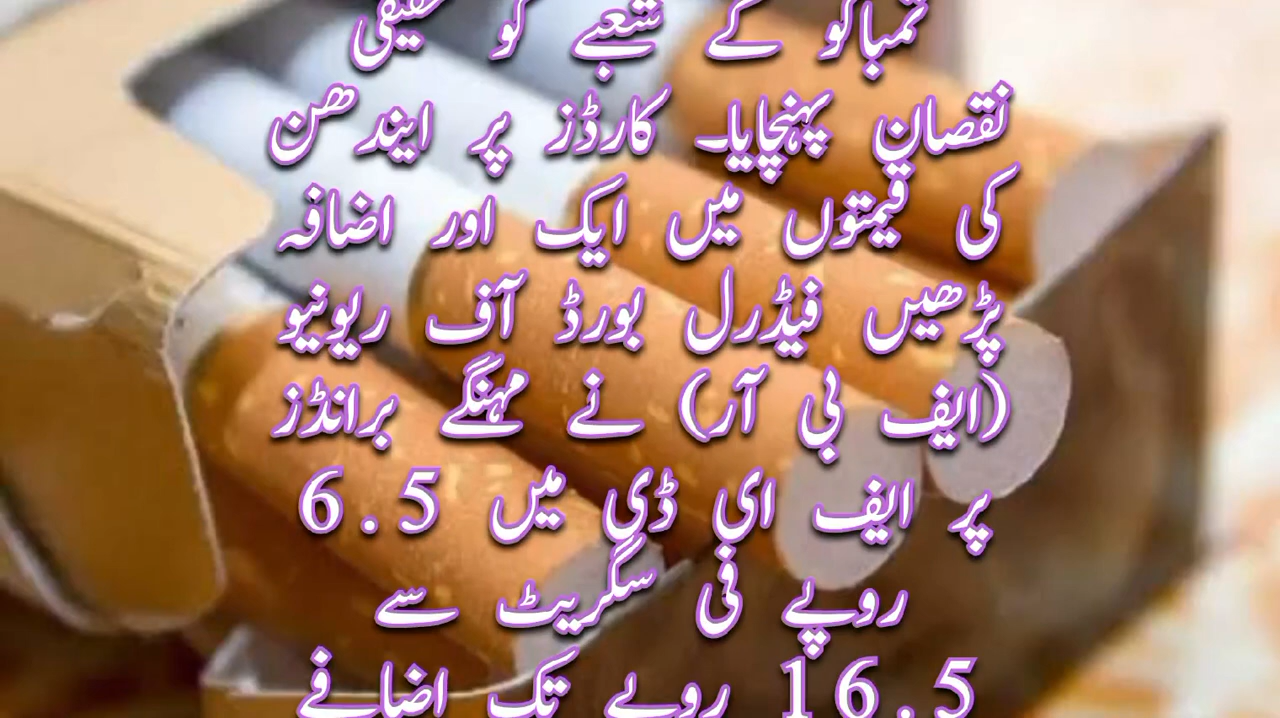 تمباکو کے شعبے کو حقیقی
نقصان پہنچایا۔ کارڈز پر ایندھن
کی قیمتوں میں ایک اور اضافہ
پڑھیں فیڈرل بورڈ آف ریونیو
(ایف بی آر) نے مہنگے برانڈز
پر ایف ای ڈی میں 6.5
روپے فی سگریٹ سے
16.5 روپے تک اضافے